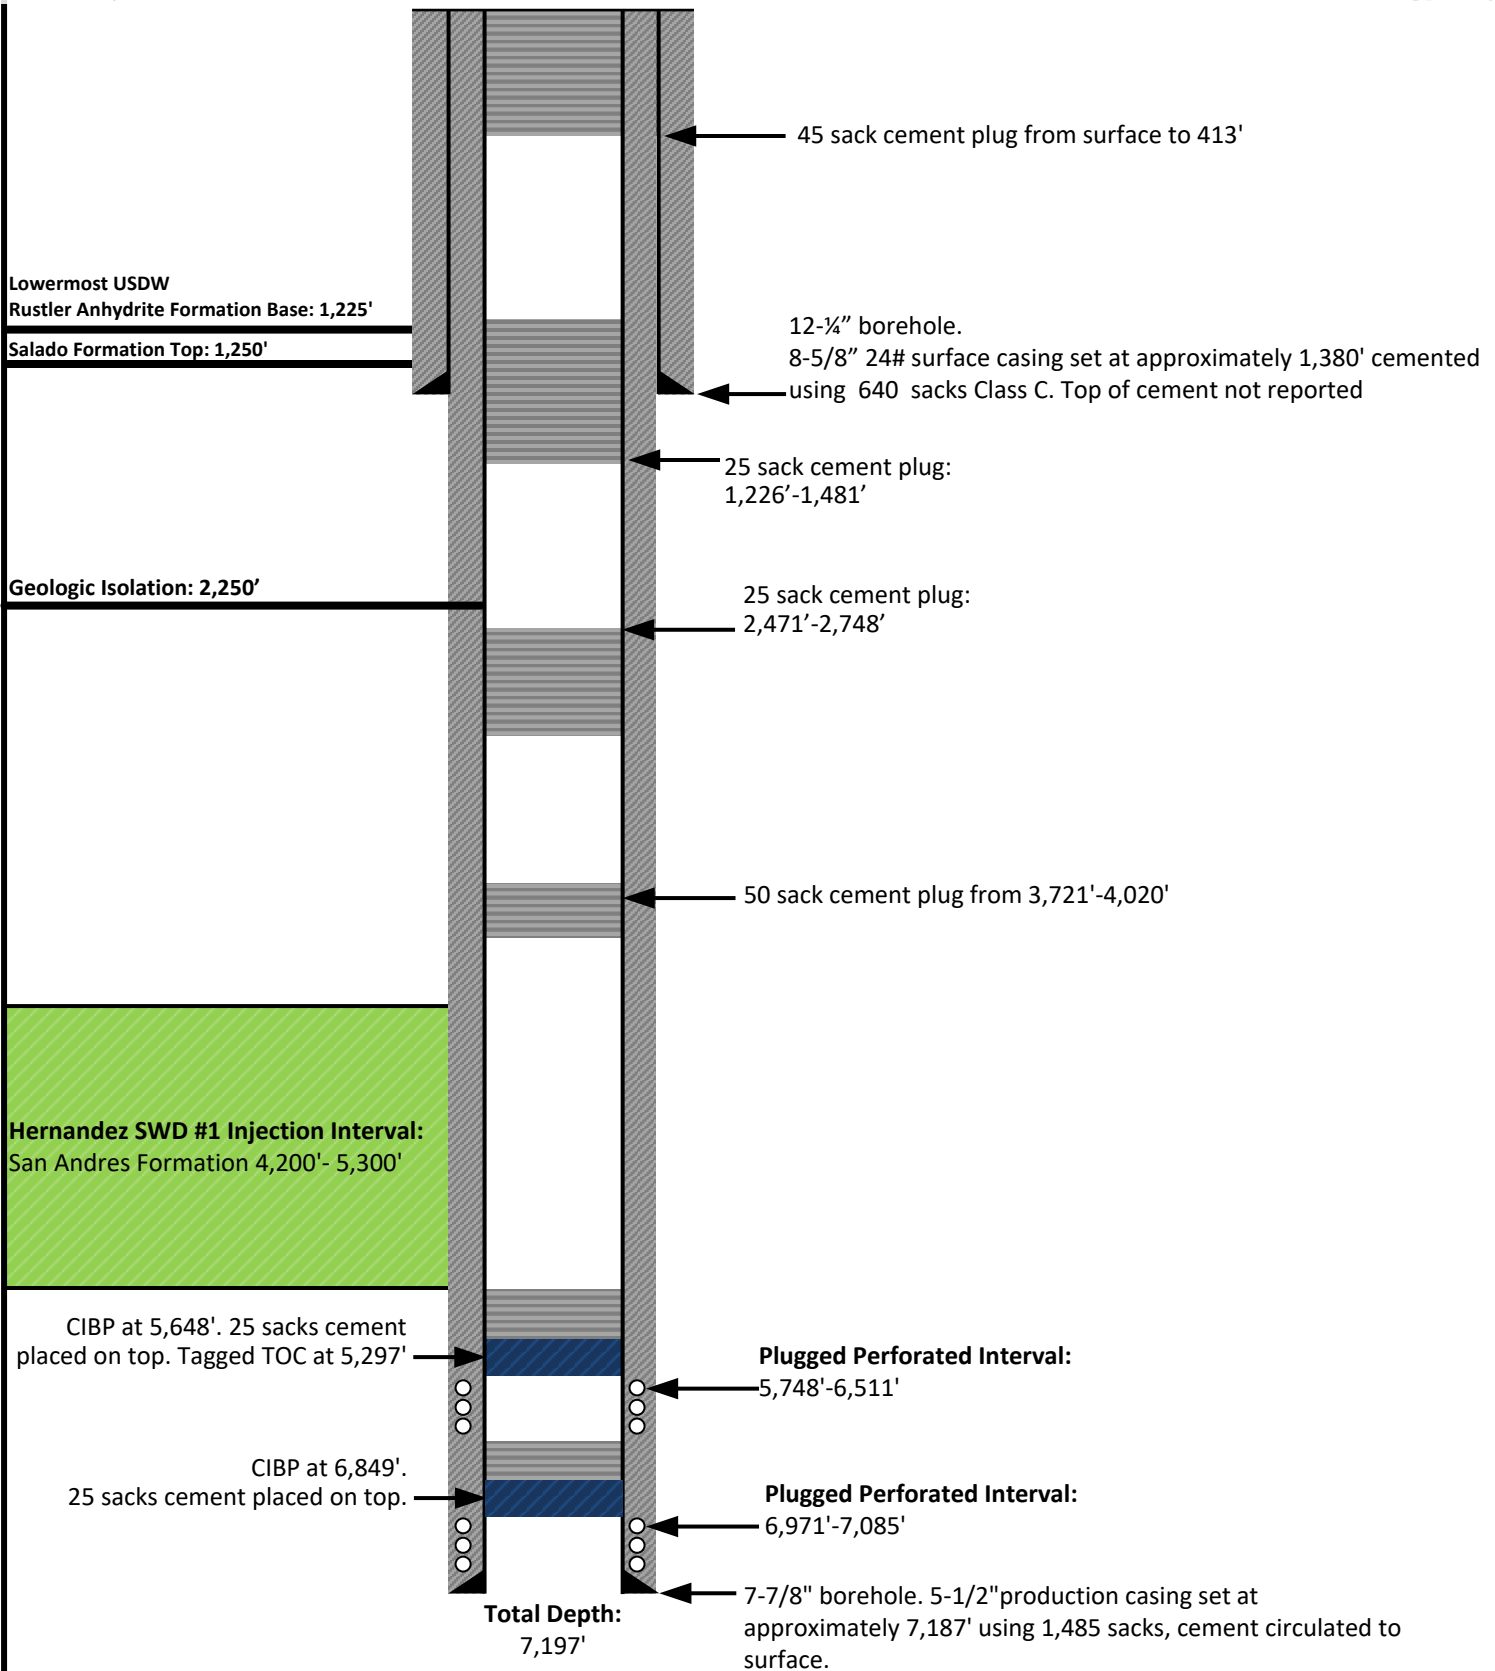 45 sack cement plug from surface to 413'
Lowermost USDW
Rustler Anhydrite Formation Base: 1,225'
Salado Formation Top: 1,250'
12-¼” borehole.
8-5/8” 24# surface casing set at approximately 1,380' cemented
using 640 sacks Class C. Top of cement not reported
25 sack cement plug:
1,226’-1,481’
Geologic Isolation: 2,250’
25 sack cement plug:
2,471’-2,748’
50 sack cement plug from 3,721'-4,020'
Hernandez SWD #1 Injection Interval:
San Andres Formation 4,200'- 5,300'
CIBP at 5,648'. 25 sacks cement
placed on top. Tagged TOC at 5,297'
Plugged Perforated Interval:
5,748'-6,511'
CIBP at 6,849'.
25 sacks cement placed on top.
Plugged Perforated Interval:
6,971'-7,085'
7-7/8" borehole. 5-1/2"production casing set at
approximately 7,187' using 1,485 sacks, cement circulated to
surface.
Total Depth:
7,197'